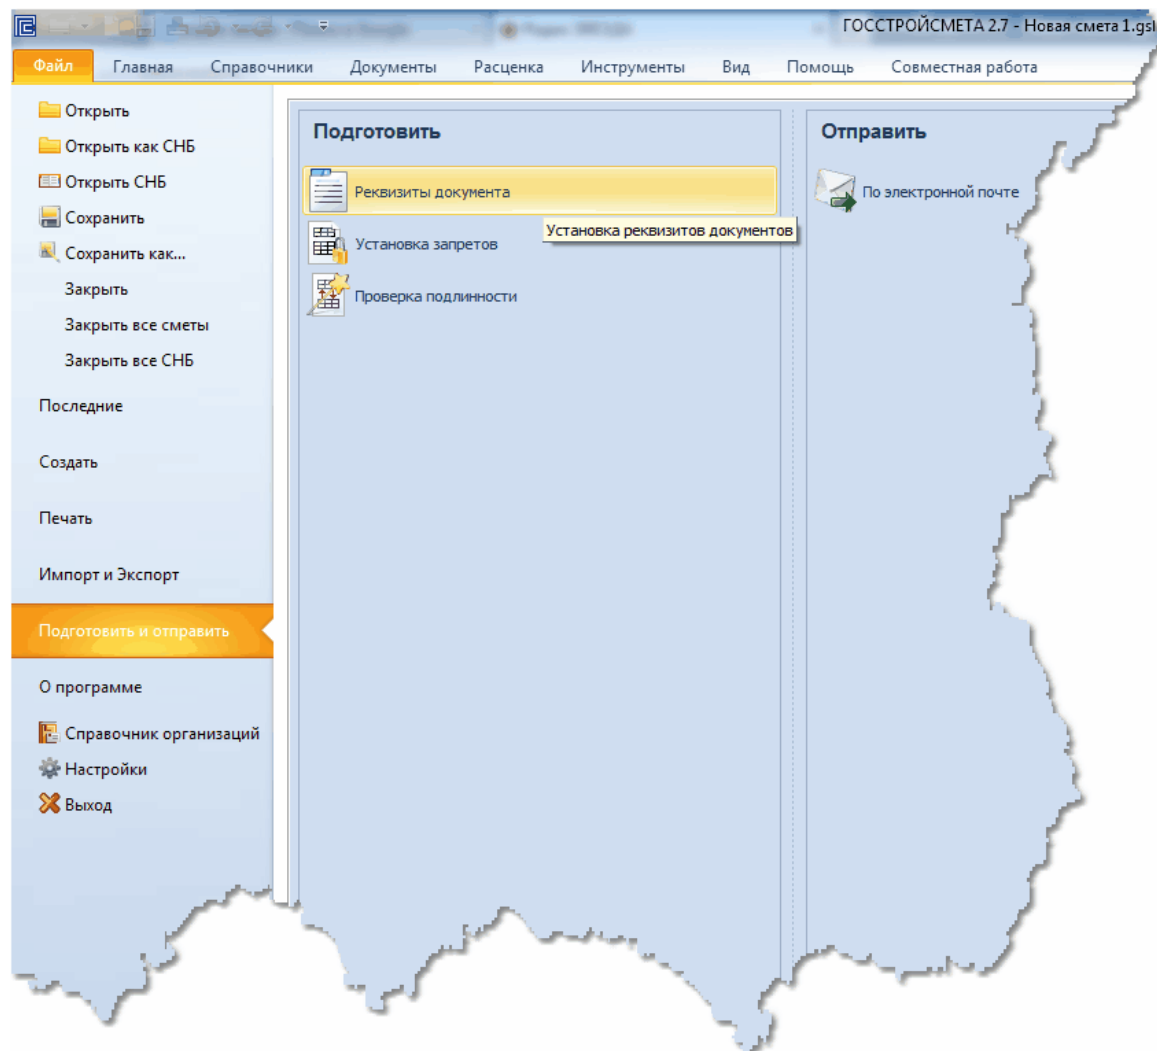 ГОССТРОЙСМЕТА 2.7 - Новая смета 1.gsf
Файл Главная Справочники Документы Расценка Инструменты Вид Помощь Совместная работа
Открыть
Открыть как СНБ
Открыть СНБ
Сохранить
Сохранить как...
Закрыть
Закрыть все сметы
Закрыть все СНБ
Последние
Создать
Печать
Импорт и Экспорт
Подготовить и отправить
О программе
Справочник организаций
Настройки
Выход
Подготовить
Реквизиты документа
Установка реквизитов документов
Установка запретов
Проверка подлинности
Отправить
По электронной почте